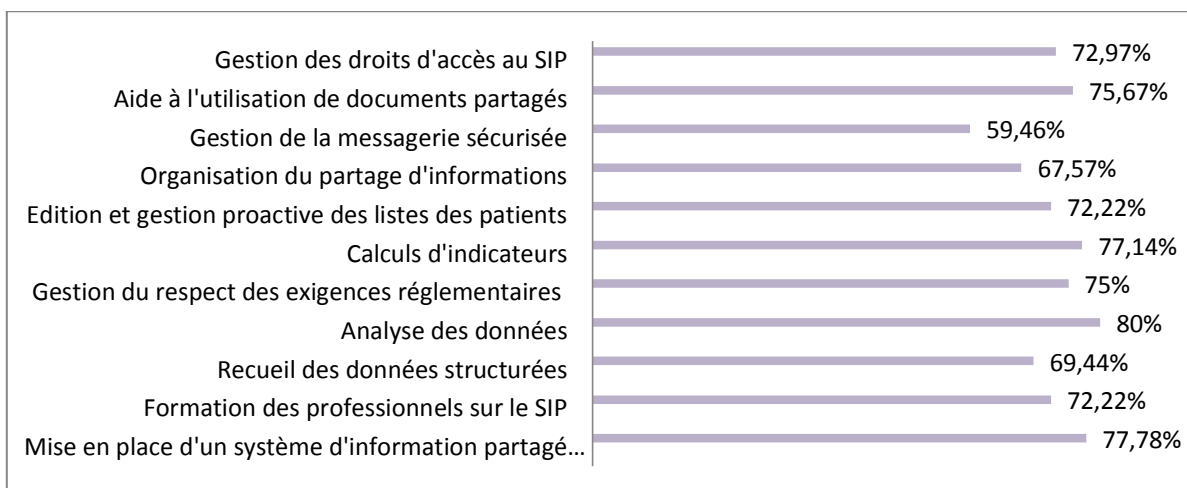 Gestion des droits d'accès au SIP 72,97%
Aide à l'utilisation de documents partagés 75,67%
Gestion de la messagerie sécurisée 59,46%
Organisation du partage d'informations 67,57%
Edition et gestion proactive des listes des patients 72,22%
Calculs d'indicateurs 77,14%
Gestion du respect des exigences réglementaires 75%
Analyse des données 80%
Recueil des données structurées 69,44%
Formation des professionnels sur le SIP 72,22%
Mise en place d'un système d'information partagé… 77,78%